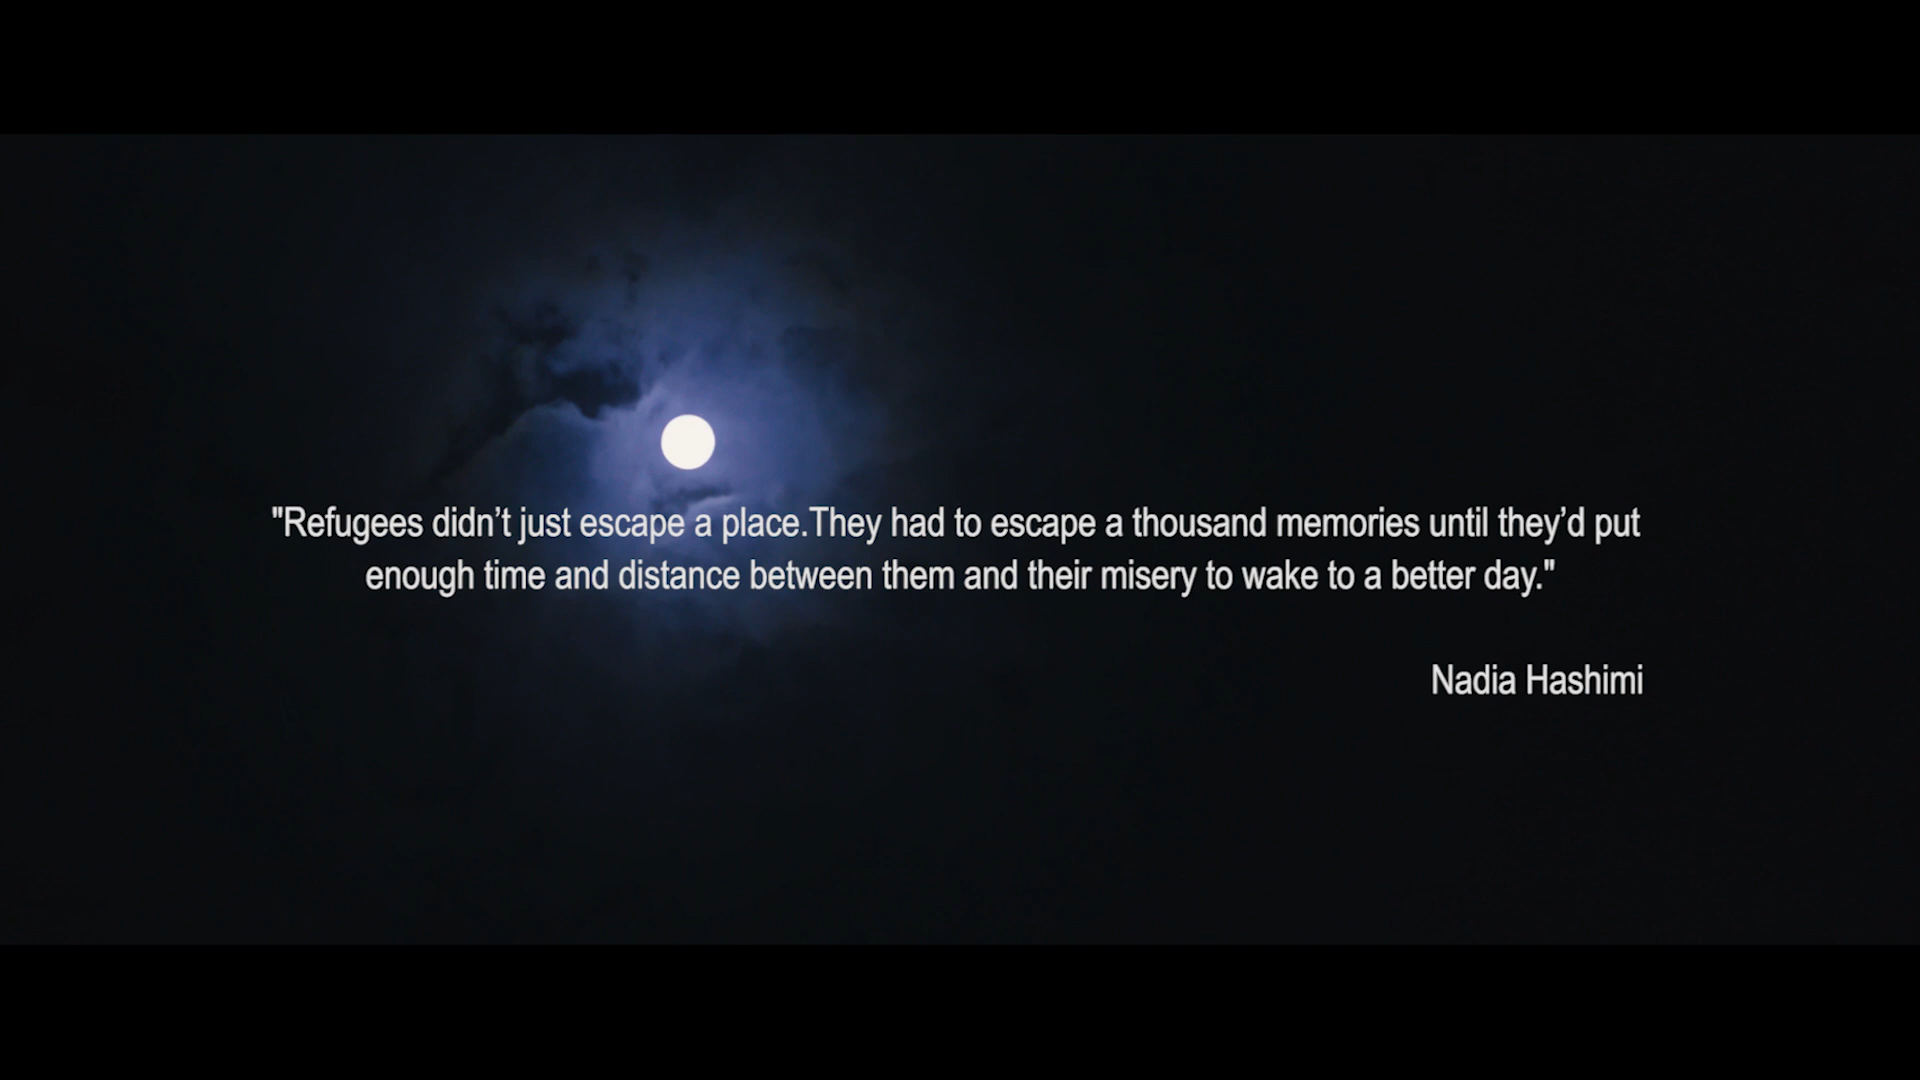 "Refugees didn’t just escape a place.They had to escape a thousand memories until they’d put
enough time and distance between them and their misery to wake to a better day."
Nadia Hashimi